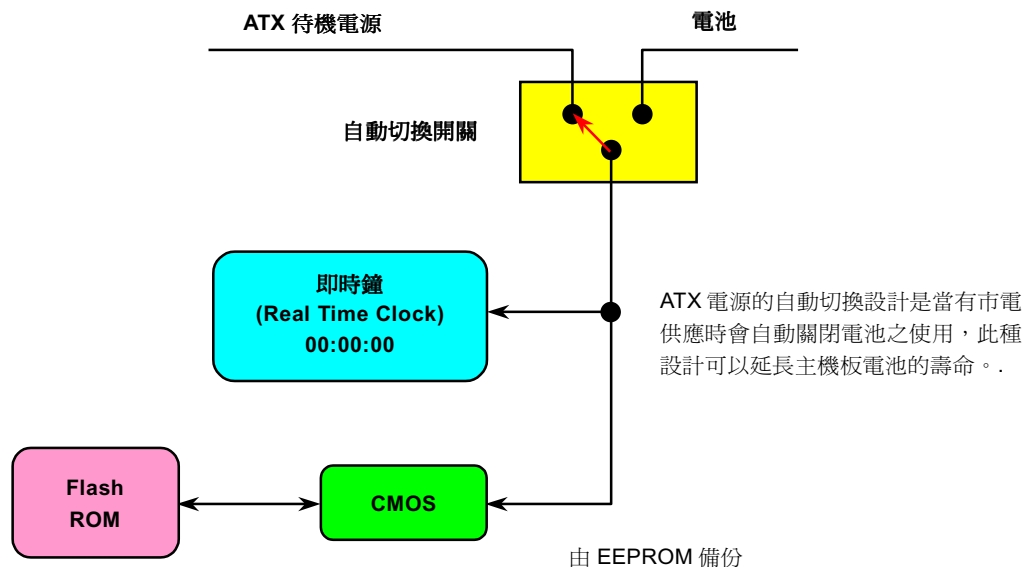 ATX 待機電源
電池
自動切換開關
即時鐘
(Real Time Clock)
00:00:00
ATX 電源的自動切換設計是當有市電
供應時會自動關閉電池之使用，此種
設計可以延長主機板電池的壽命。.
Flash
ROM
CMOS
由 EEPROM 備份